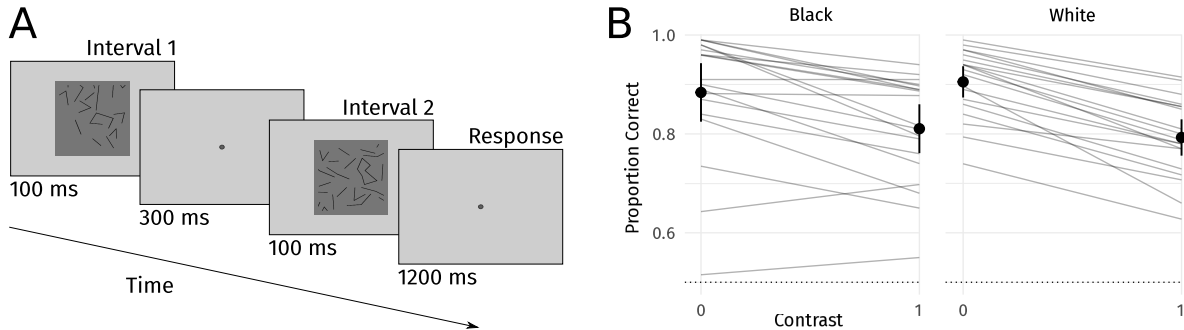 A
Interval 1
100 ms
300 ms
Interval 2
100 ms
Response
1200 ms
Time
B
Black
White
Proportion Correct
1.0
0.8
0.6
0
1
0
1
Contrast